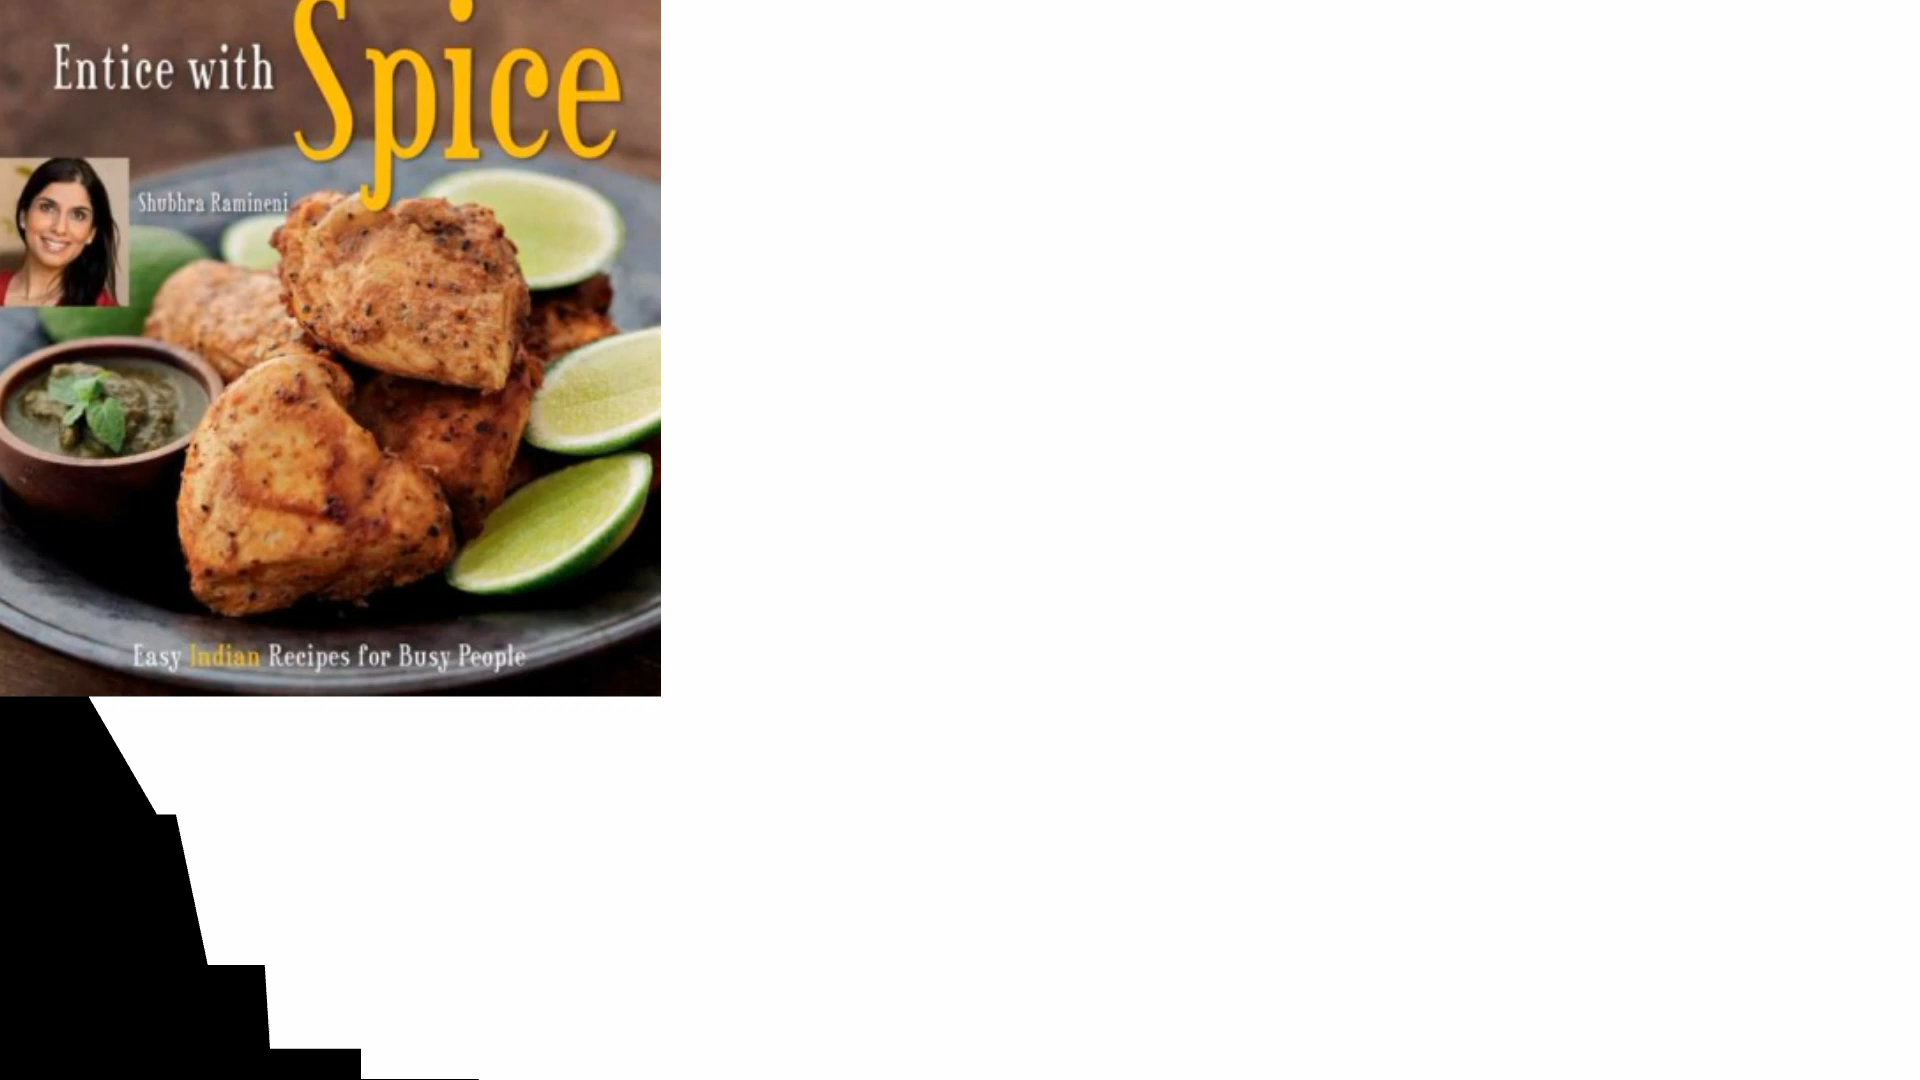 Entice with Spice
Shubhra Ramineni
Easy Indian Recipes for Busy People